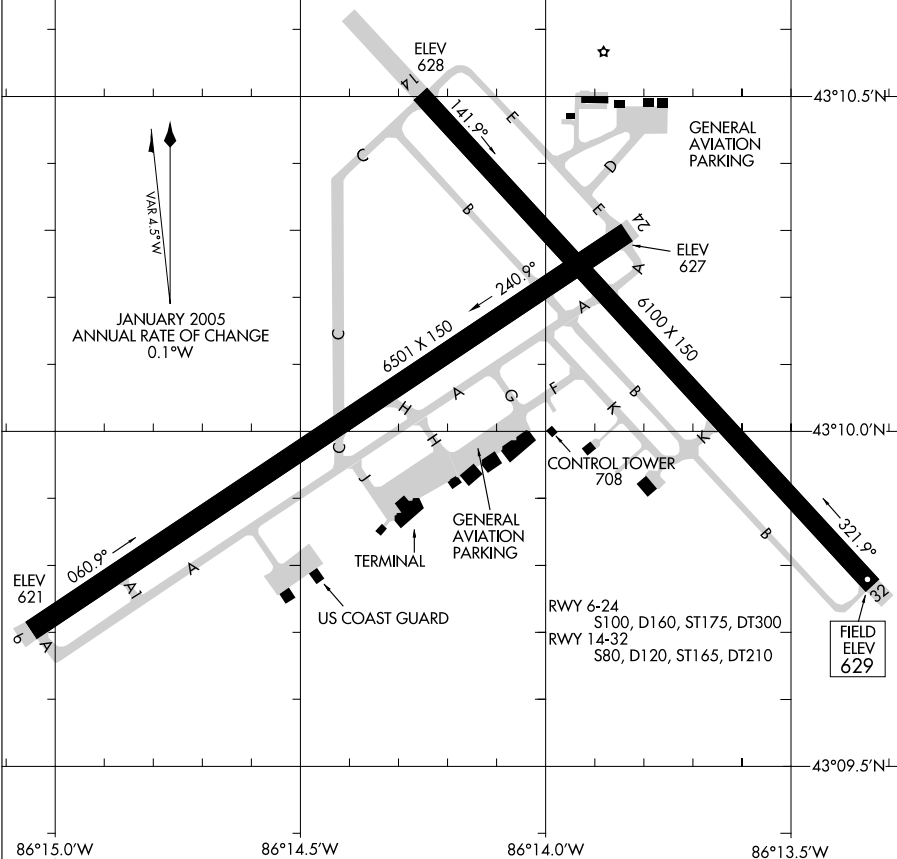 ELEV
628
14
43°10.5'N
141.9°
E
GENERAL
AVIATION
PARKING
C
D
VAR 4.5°W
B
E
24
ELEV
627
A
240.9°
JANUARY 2005
ANNUAL RATE OF CHANGE
0.1°W
A
6100 X 150
C
6501 X 150
H
A
G
F
B
K
43°10.0'N
C
H
K
J
CONTROL TOWER
708
GENERAL
AVIATION
PARKING
TERMINAL
321.9°
B
060.9°
A
A1
ELEV
621
US COAST GUARD
32
6
A
RWY 6-24
S100, D160, ST175, DT300
RWY 14-32
S80, D120, ST165, DT210
FIELD
ELEV
629
43°09.5'N
86°15.0'W
86°14.5'W
86°14.0'W
86°13.5'W